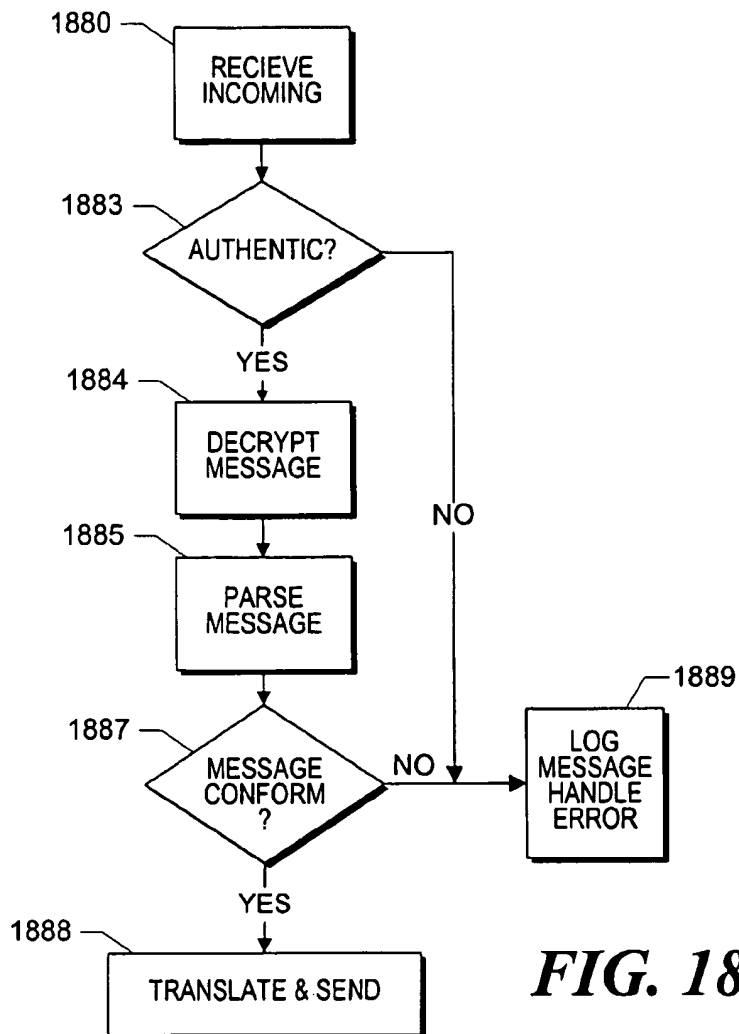 1880
RECIEVE
INCOMING
1883
AUTHENTIC?
YES
1884
DECRYPT
MESSAGE
NO
1885
PARSE
MESSAGE
1889
1887
MESSAGE
CONFORM
?
NO
LOG
MESSAGE
HANDLE
ERROR
YES
1888
TRANSLATE & SEND
FIG. 18